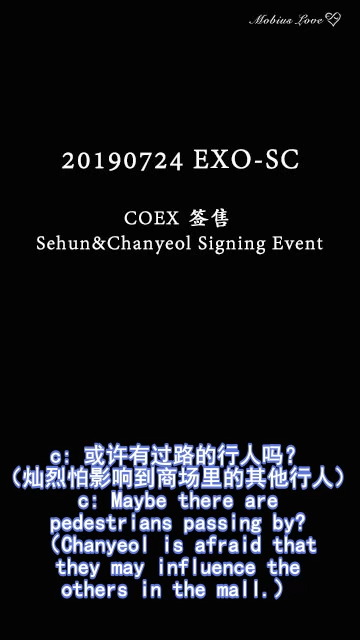 Mobius Love
20190724 EXO-SC
COEX 签售
Sehun&Chanyeol Signing Event
c: 或许有过路的行人吗?
(灿烈怕影响到商场里的其他行人)
c: Maybe there are
pedestrians passing by?
(Chanyeol is afraid that
they may influence the
others in the mall.)